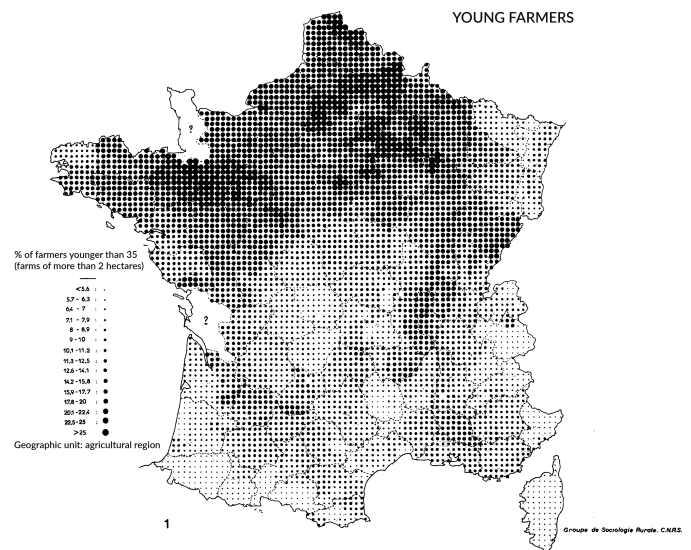 YOUNG FARMERS
?
% of farmers younger than 35
(farms of more than 2 hectares)
<5.6 :
5.7 - 6,3 :
6,4 - 7 :
7.1 - 7,9 :
8 - 8,9 :
9 - 10 :
10,1 - 11,2 :
11,3 - 12,5 :
12,6 - 14,1 :
14,2 - 15,8 :
15,9 - 17,7 :
17,8 - 20 :
20,1 - 22,4 :
22,5 - 25 :
>25 :
?
Geographic unit: agricultural region
1
Groupe de Sociologie Rurale. C.N.R.S.